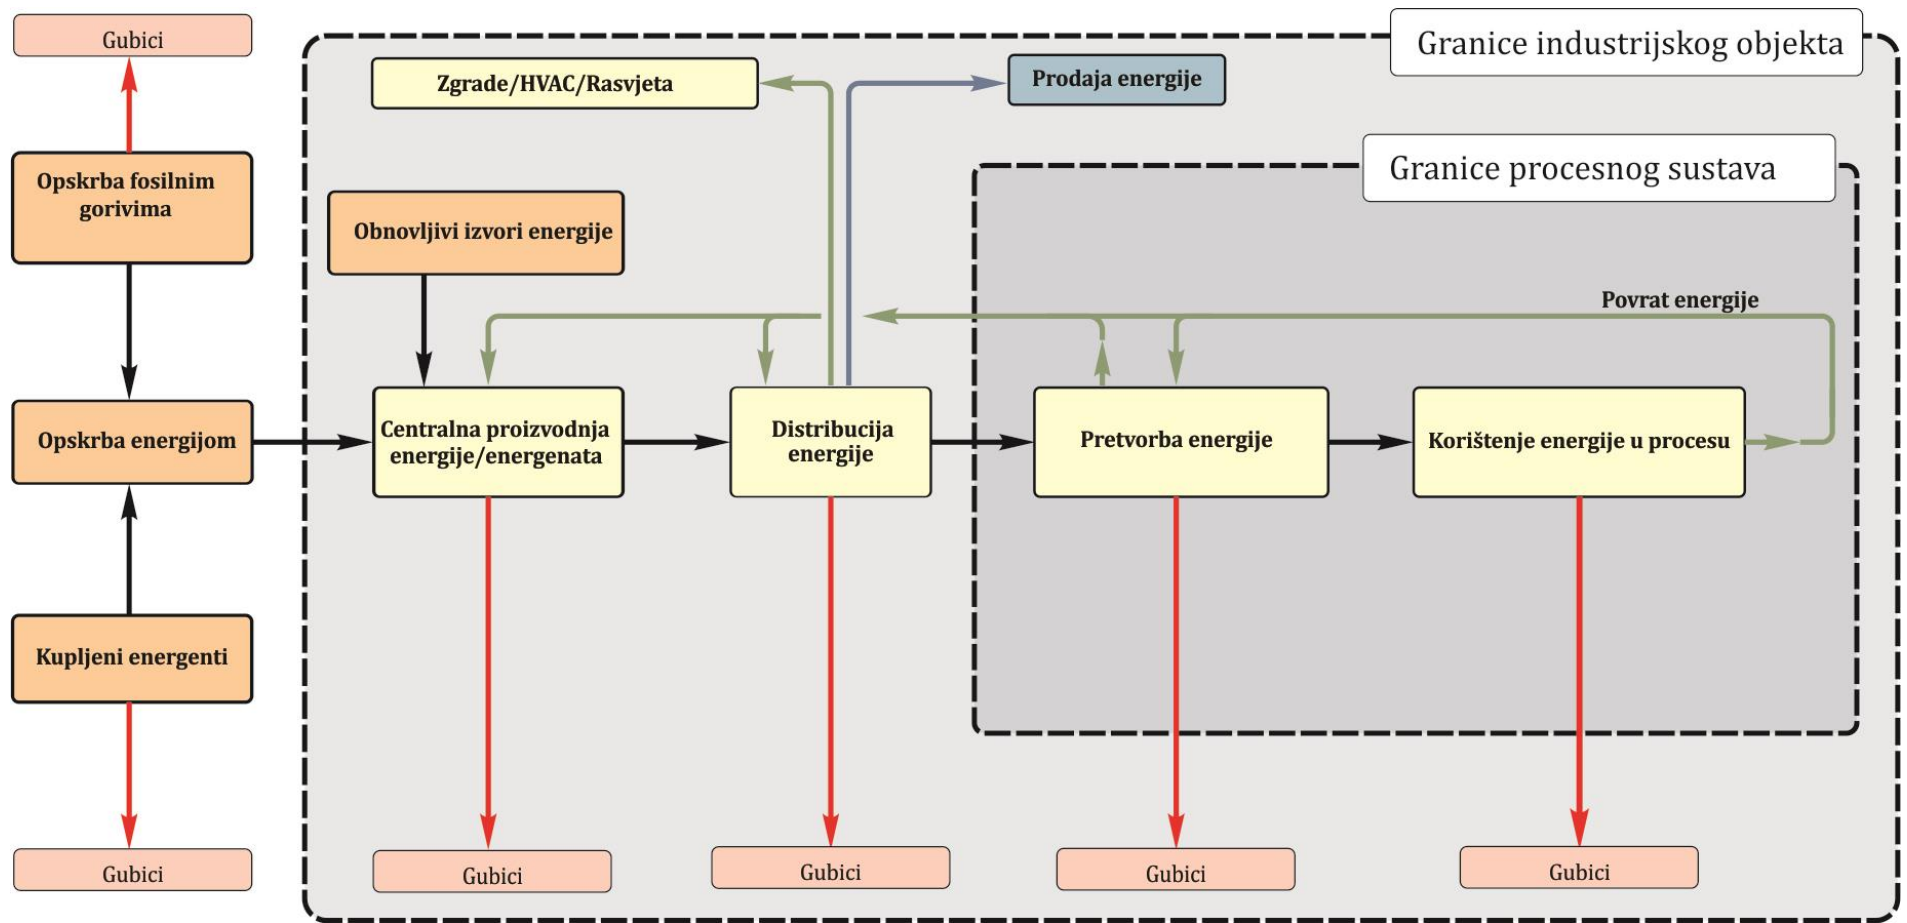 Gubici
Granice industrijskog objekta
Zgrade/HVAC/Rasvjeta
Prodaja energije
Granice procesnog sustava
Opskrba fosilnim
gorivima
Obnovljivi izvori energije
Povrat energije
Opskrba energijom
Centralna proizvodnja
energije/energenata
Distribucija
energije
Pretvorba energije
Korištenje energije u procesu
Kupljeni energenti
Gubici
Gubici
Gubici
Gubici
Gubici